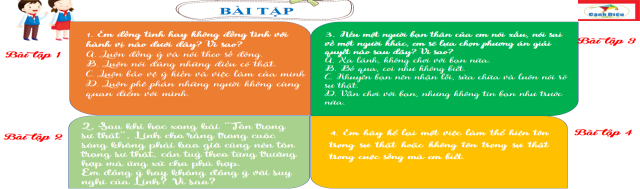 BÀI TẬP
Cánh Diều
Bài tập 1
1. Em đồng tình hay không đồng tình với
hành vi nào dưới đây? Vì sao?
A. Luôn đồng ý và nói theo số đông.
B. Luôn nói đúng những điều có thật.
C. Luôn bảo vệ ý kiến và việc làm của mình
D. Luôn phê phán những người không cùng
quan điểm với mình.
Bài tập 3
3. Nếu một người bạn thân của em nói xấu, nói sai
về một người khác, em sẽ lựa chọn phương án giải
quyết nào sau đây? Vì sao?
A. Xa lánh, không chơi với bạn nữa.
B. Bỏ qua, coi như không biết.
C. Khuyên bạn nên nhận lỗi, sửa chữa và luôn nói rõ
sự thật.
D. Vẫn chơi với bạn, nhưng không tin bạn như trước
nữa.
Bài tập 2
2. Sau khi học xong bài "Tôn trọng
sự thật", Linh cho rằng trong cuộc
sống không phải bao giờ cũng nên tôn
trọng sự thật, cần tuỳ theo từng trường
hợp mà ứng xử cho phù hợp.
Em đồng ý hay không đồng ý với suy
nghĩ của Linh? Vì sao?
Bài tập 4
4. Em hãy kể lại một việc làm thể hiện tôn
trọng sự thật hoặc không tôn trọng sự thật
trong cuộc sống mà em biết.